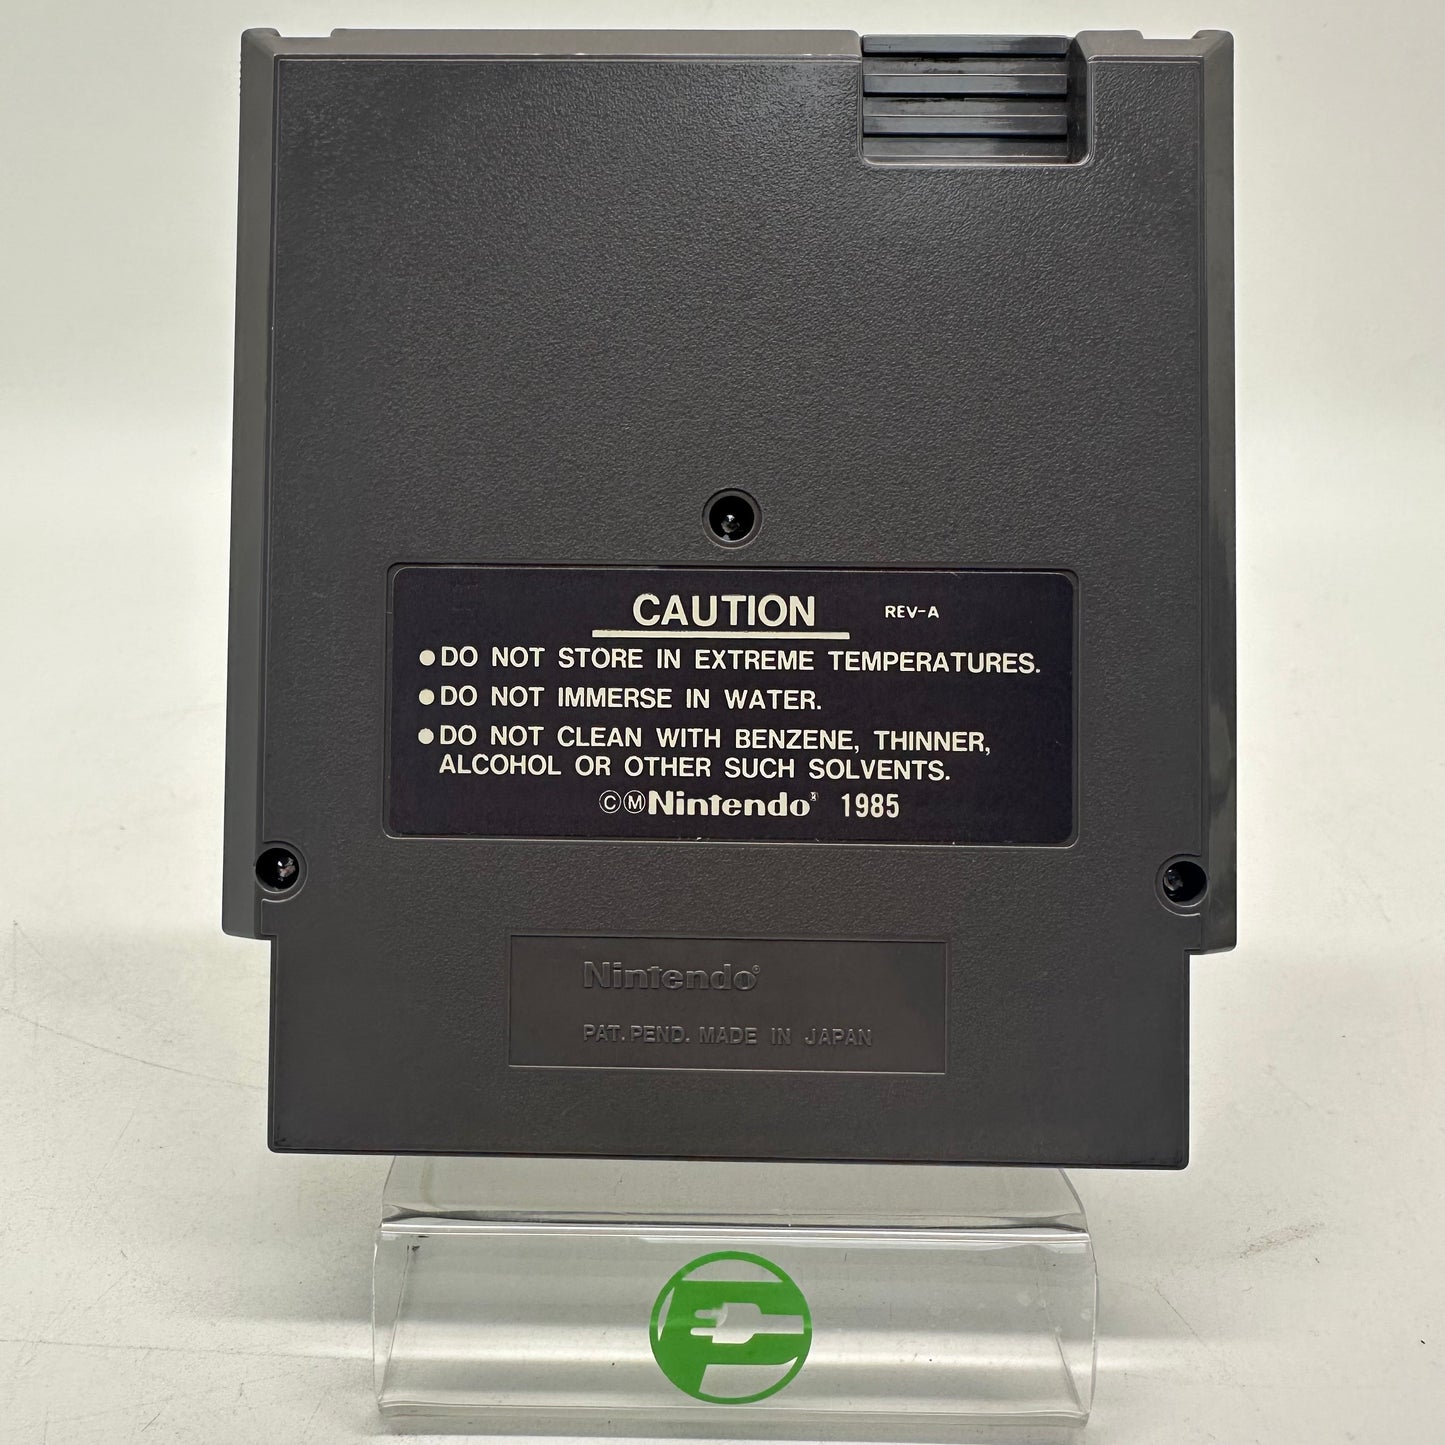 CAUTION REV-A
●DO NOT STORE IN EXTREME TEMPERATURES.
●DO NOT IMMERSE IN WATER.
●DO NOT CLEAN WITH BENZENE, THINNER,
ALCOHOL OR OTHER SUCH SOLVENTS.
ⒸⓂNintendo® 1985
Nintendo®
PAT. PEND. MADE IN JAPAN